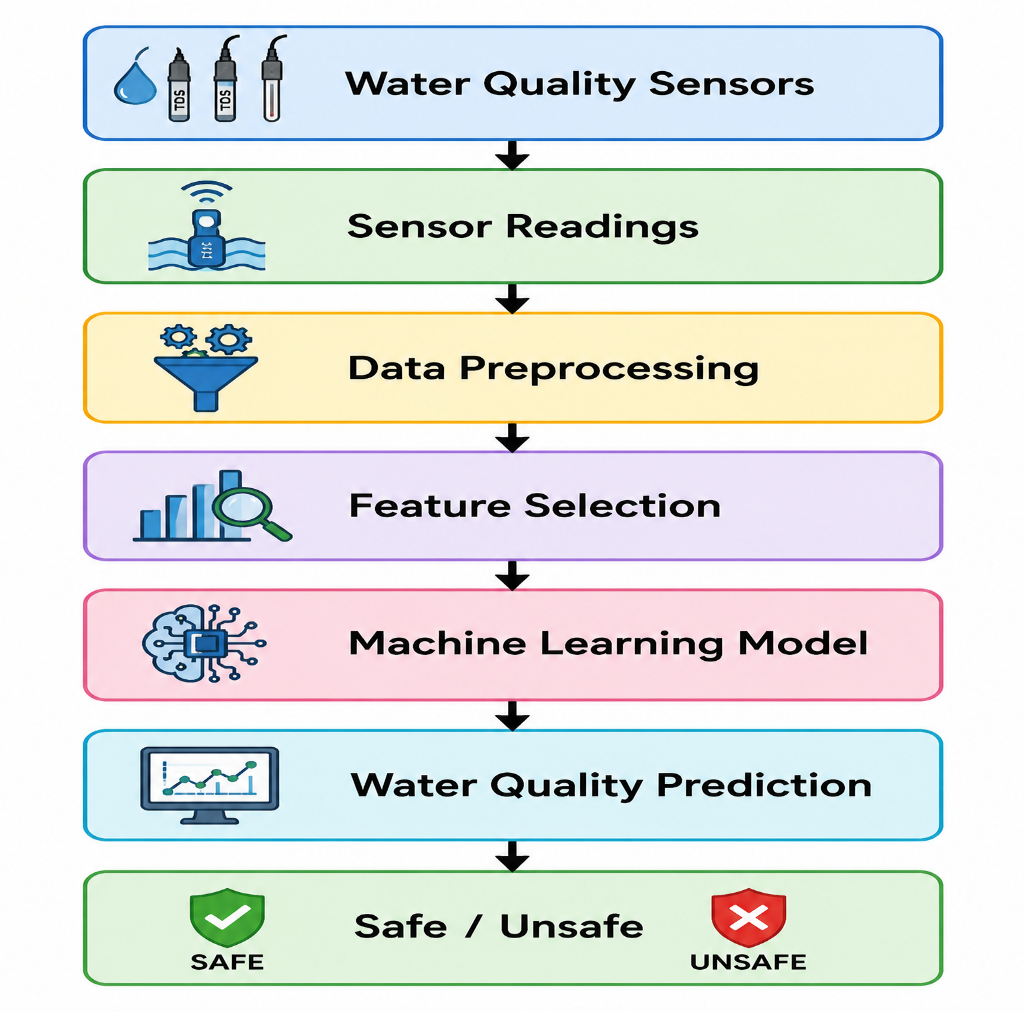 TDS
TDS
Water Quality Sensors
Sensor Readings
Data Preprocessing
Feature Selection
Machine Learning Model
Water Quality Prediction
SAFE
Safe / Unsafe
UNSAFE